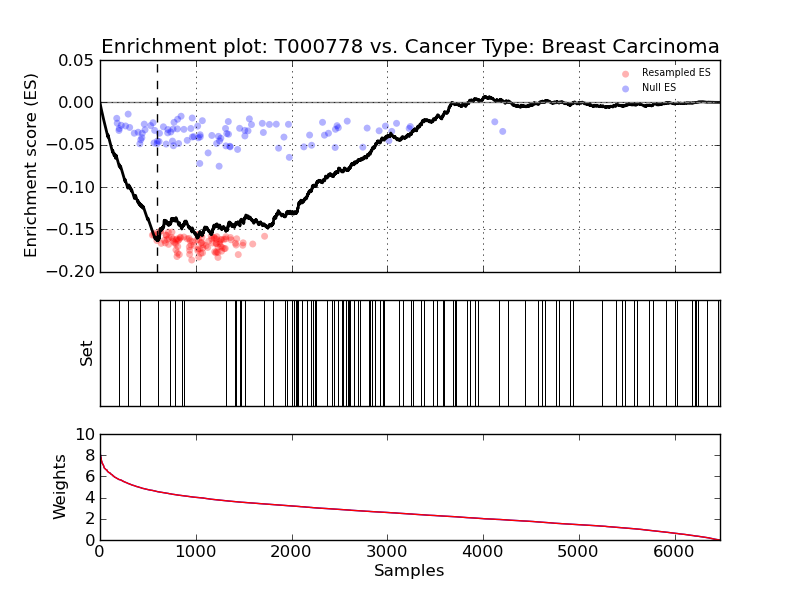 Enrichment plot: T000778 vs. Cancer Type: Breast Carcinoma
0.05
0.00
−0.05
−0.10
−0.15
−0.20
Enrichment score (ES)
Resampled ES
Null ES
Set
10
8
6
4
2
0
Weights
0 1000 2000 3000 4000 5000 6000
Samples